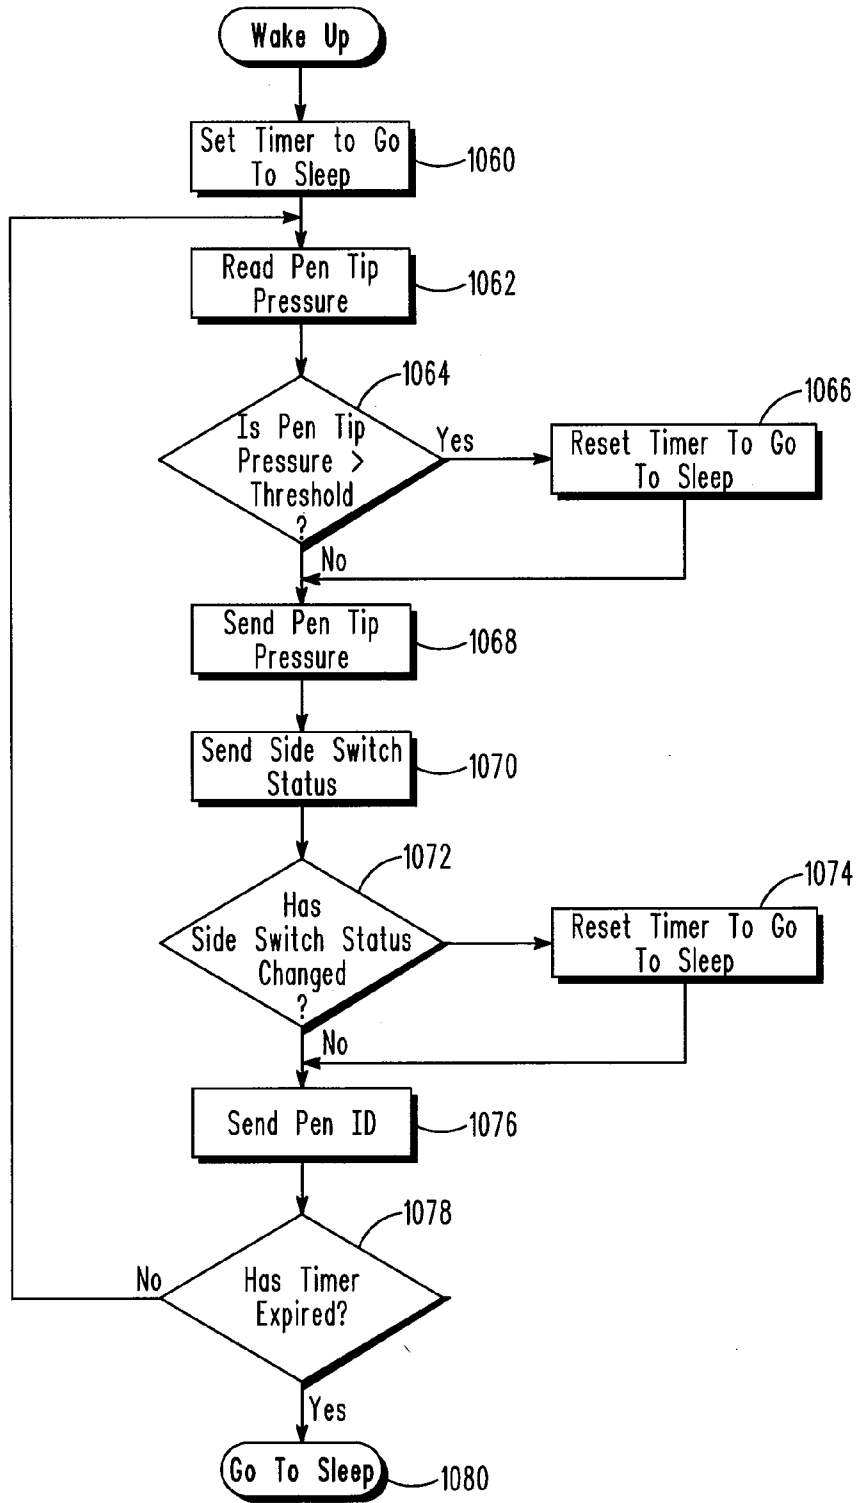 Wake Up
Set Timer to Go
To Sleep
1060
Read Pen Tip
Pressure
1062
1064
Is Pen Tip
Pressure >
Threshold
?
Yes
No
1066
Reset Timer To Go
To Sleep
Send Pen Tip
Pressure
1068
Send Side Switch
Status
1070
1072
Has
Side Switch Status
Changed
?
No
1074
Reset Timer To Go
To Sleep
Send Pen ID
1076
1078
Has Timer
Expired?
No
Yes
Go To Sleep
1080